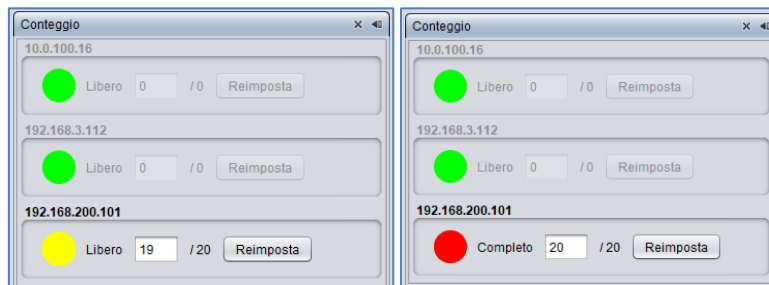 Conteggio
10.0.100.16
Libero 0 / 0 Reimposta
192.168.3.112
Libero 0 / 0 Reimposta
192.168.200.101
Libero 19 / 20 Reimposta
Conteggio
10.0.100.16
Libero 0 / 0 Reimposta
192.168.3.112
Libero 0 / 0 Reimposta
192.168.200.101
Completo 20 / 20 Reimposta